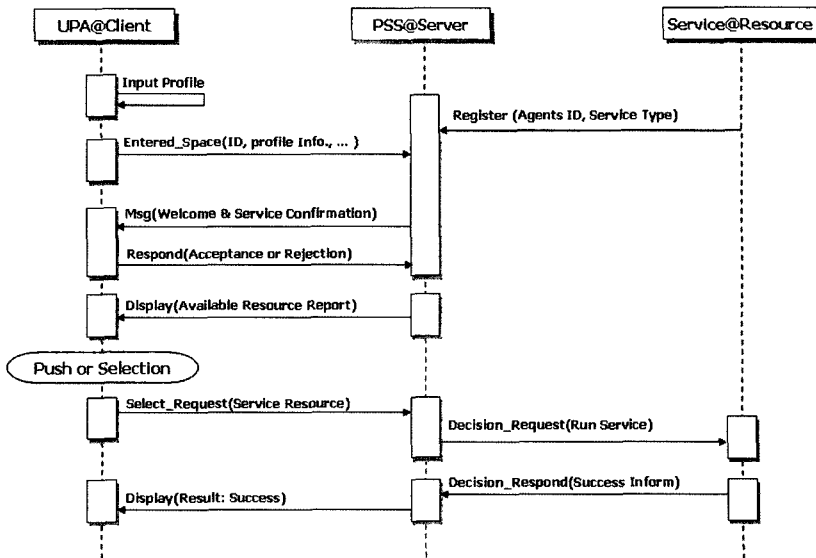 UPA@Client
PSS@Server
Service@Resource
Input Profile
Register (Agents ID, Service Type)
Entered_Space(ID, profile Info., ... )
Msg(Welcome & Service Confirmation)
Respond(Acceptance or Rejection)
Display(Available Resource Report)
Push or Selection
Select_Request(Service Resource)
Decision_Request(Run Service)
Decision_Respond(Success Inform)
Display(Result: Success)